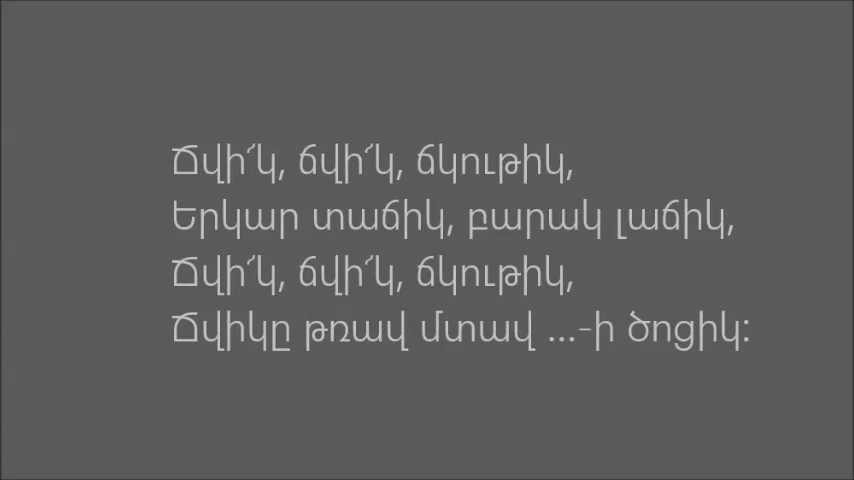 Ճվի՜կ, ճվի՜կ, ճկութիկ,
Երկար տաճիկ, բարակ լաճիկ,
Ճվի՜կ, ճվի՜կ, ճկութիկ,
Ճվիկը թռավ մտավ ...-ի ծոցիկ: